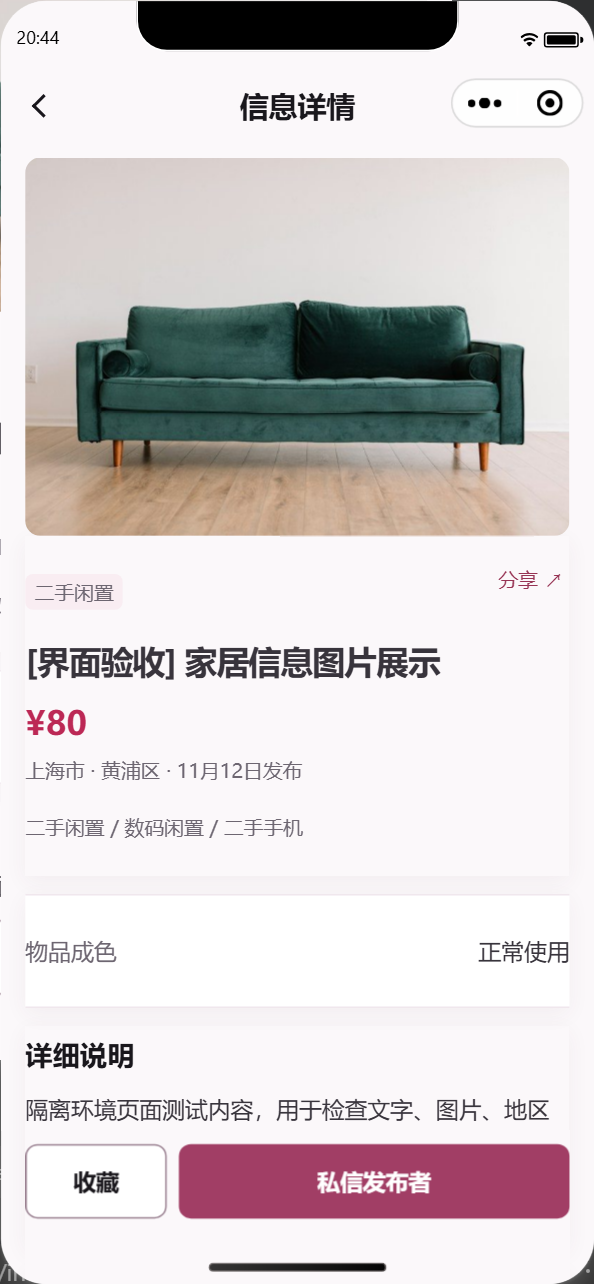 20:44
信息详情
二手闲置
分享 ↗
[界面验收] 家居信息图片展示
¥80
上海市 · 黄浦区 · 11月12日发布
二手闲置 / 数码闲置 / 二手手机
物品成色
正常使用
详细说明
隔离环境页面测试内容，用于检查文字、图片、地区
收藏
私信发布者